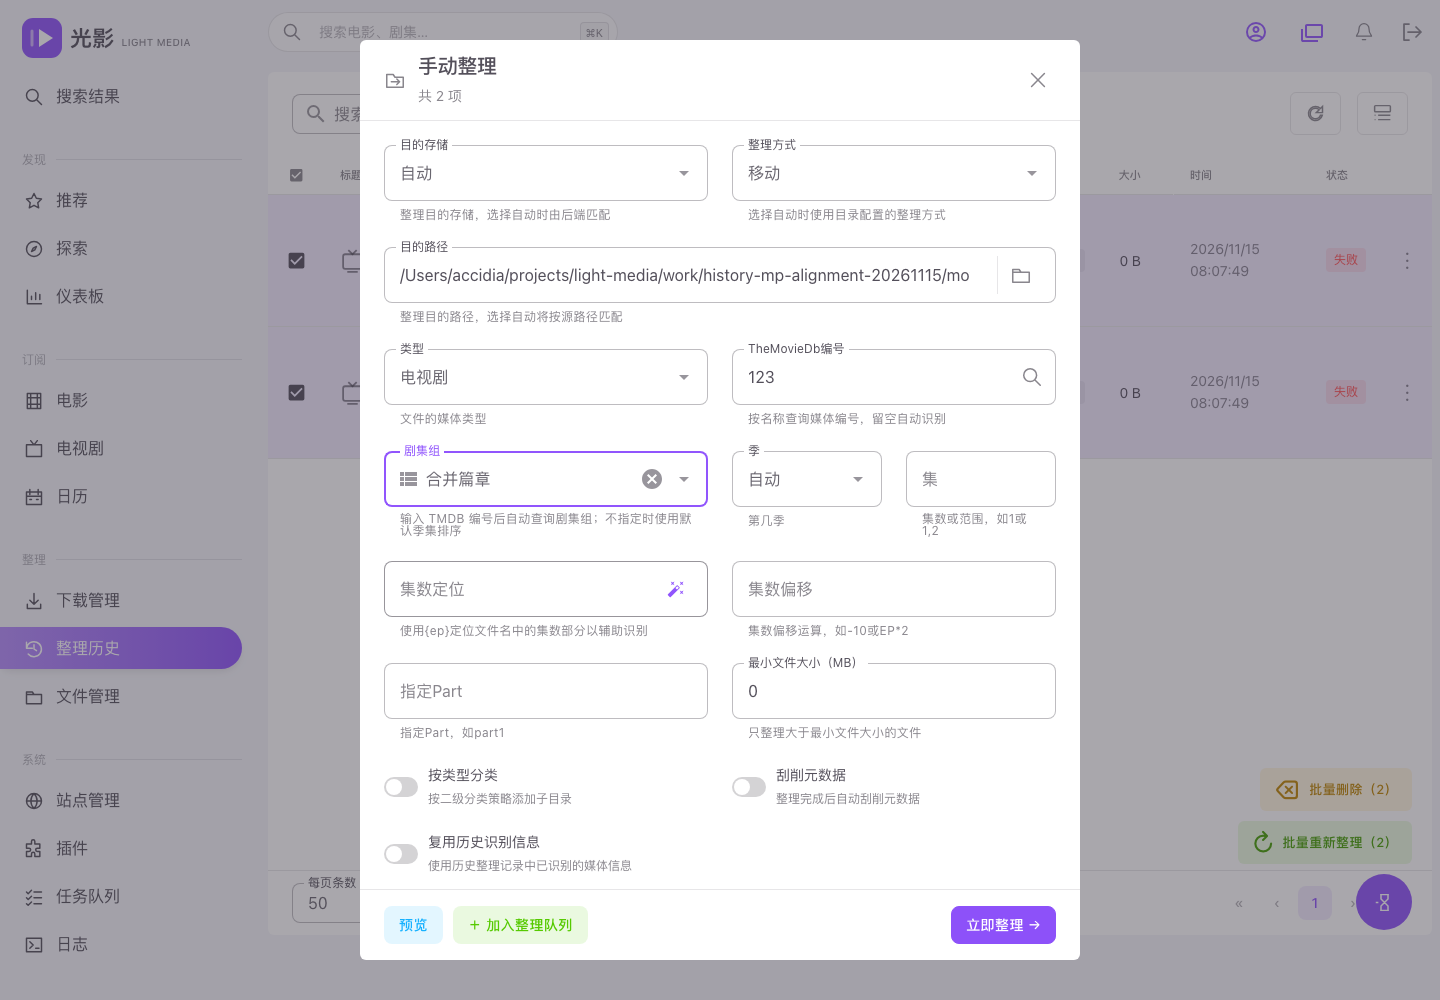 光影 LIGHT MEDIA
搜索电影、剧集...
⌘K
搜索结果
发现
推荐
探索
仪表板
订阅
电影
电视剧
日历
整理
下载管理
整理历史
文件管理
系统
站点管理
插件
任务队列
日志
搜索
标题
大小
时间
状态
0 B
2026/11/15
08:07:49
失败
0 B
2026/11/15
08:07:49
失败
批量删除（2）
批量重新整理（2）
每页条数
50
«
‹
1
›
手动整理
共 2 项
目的存储
自动
整理目的存储，选择自动时由后端匹配
整理方式
移动
选择自动时使用目录配置的整理方式
目的路径
/Users/accidia/projects/light-media/work/history-mp-alignment-20261115/mo
整理目的路径，选择自动将按源路径匹配
类型
电视剧
文件的媒体类型
TheMovieDb编号
123
按名称查询媒体编号，留空自动识别
剧集组
合并篇章
输入 TMDB 编号后自动查询剧集组；不指定时使用默
认季集排序
季
自动
第几季
集
集数或范围，如1或
1,2
集数定位
使用{ep}定位文件名中的集数部分以辅助识别
集数偏移
集数偏移运算，如-10或EP*2
指定Part
指定Part，如part1
最小文件大小（MB）
0
只整理大于最小文件大小的文件
按类型分类
按二级分类策略添加子目录
刮削元数据
整理完成后自动刮削元数据
复用历史识别信息
使用历史整理记录中已识别的媒体信息
预览
+ 加入整理队列
立即整理 →